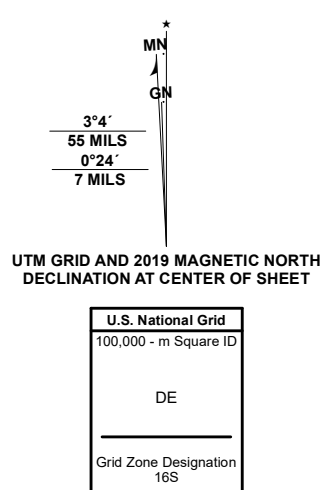 MN
GN
3°4´
55 MILS
0°24´
7 MILS
UTM GRID AND 2019 MAGNETIC NORTH
DECLINATION AT CENTER OF SHEET
U.S. National Grid
100,000 - m Square ID
DE
Grid Zone Designation
16S